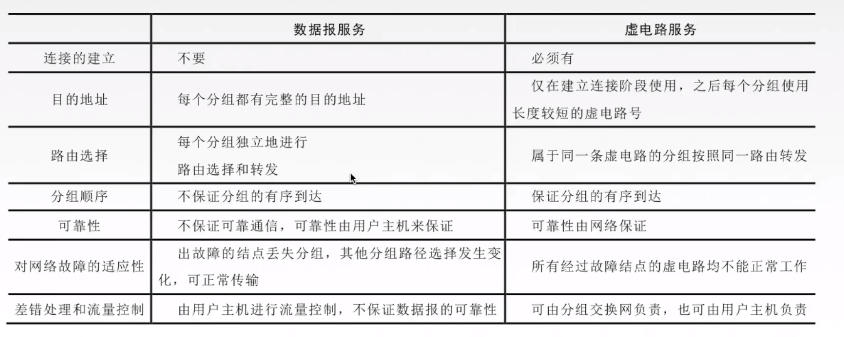 数据报服务 虚电路服务
连接的建立 不要 必须有
目的地址 每个分组都有完整的目的地址 仅在建立连接阶段使用，之后每个分组使用
长度较短的虚电路号
路由选择 每个分组独立地进行
路由选择和转发 属于同一条虚电路的分组按照同一路由转发
分组顺序 不保证分组的有序到达 保证分组的有序到达
可靠性 不保证可靠通信，可靠性由用户主机来保证 可靠性由网络保证
对网络故障的适应性 出故障的结点丢失分组，其他分组路径选择发生变
化，可正常传输 所有经过故障结点的虚电路均不能正常工作
差错处理和流量控制 由用户主机进行流量控制，不保证数据报的可靠性 可由分组交换网负责，也可由用户主机负责